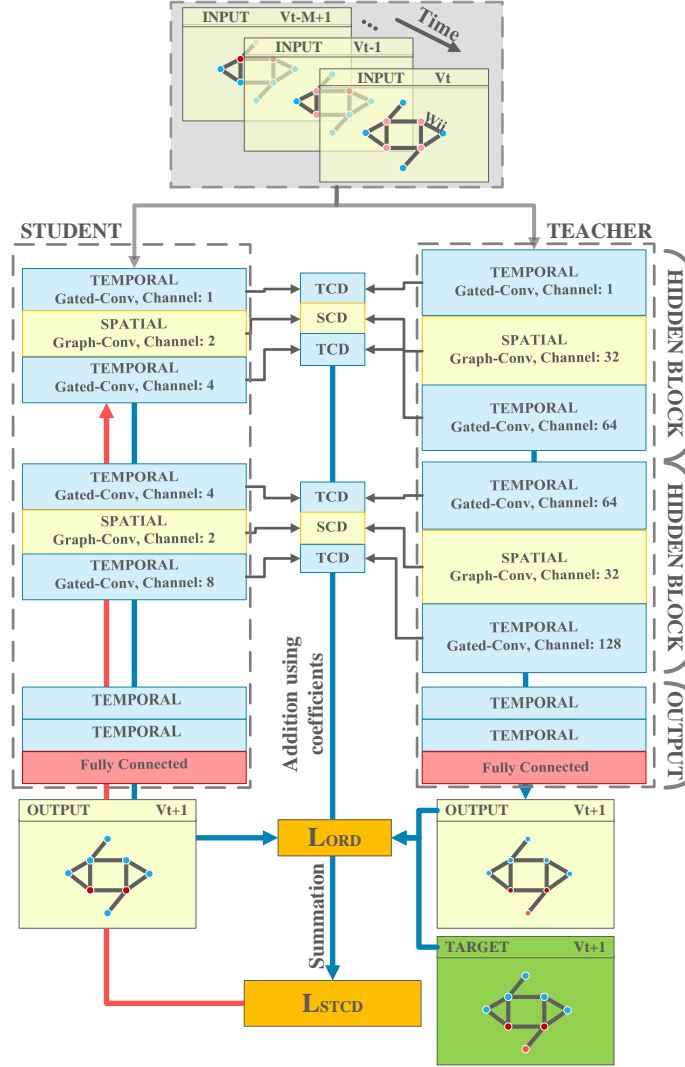 INPUT Vt-M+1
...
Time
INPUT Vt-1
INPUT Vt
Wij
STUDENT
TEACHER
TEMPORAL
Gated-Conv, Channel: 1
SPATIAL
Graph-Conv, Channel: 2
TEMPORAL
Gated-Conv, Channel: 4
TCD
SCD
TCD
TEMPORAL
Gated-Conv, Channel: 1
SPATIAL
Graph-Conv, Channel: 32
TEMPORAL
Gated-Conv, Channel: 64
HIDDEN BLOCK
TEMPORAL
Gated-Conv, Channel: 4
SPATIAL
Graph-Conv, Channel: 2
TEMPORAL
Gated-Conv, Channel: 8
TCD
SCD
TCD
TEMPORAL
Gated-Conv, Channel: 64
SPATIAL
Graph-Conv, Channel: 32
TEMPORAL
Gated-Conv, Channel: 128
HIDDEN BLOCK
Addition using
coefficients
TEMPORAL
TEMPORAL
Fully Connected
TEMPORAL
TEMPORAL
Fully Connected
OUTPUT
OUTPUT Vt+1
LORD
OUTPUT Vt+1
Summation
TARGET Vt+1
LSTCD